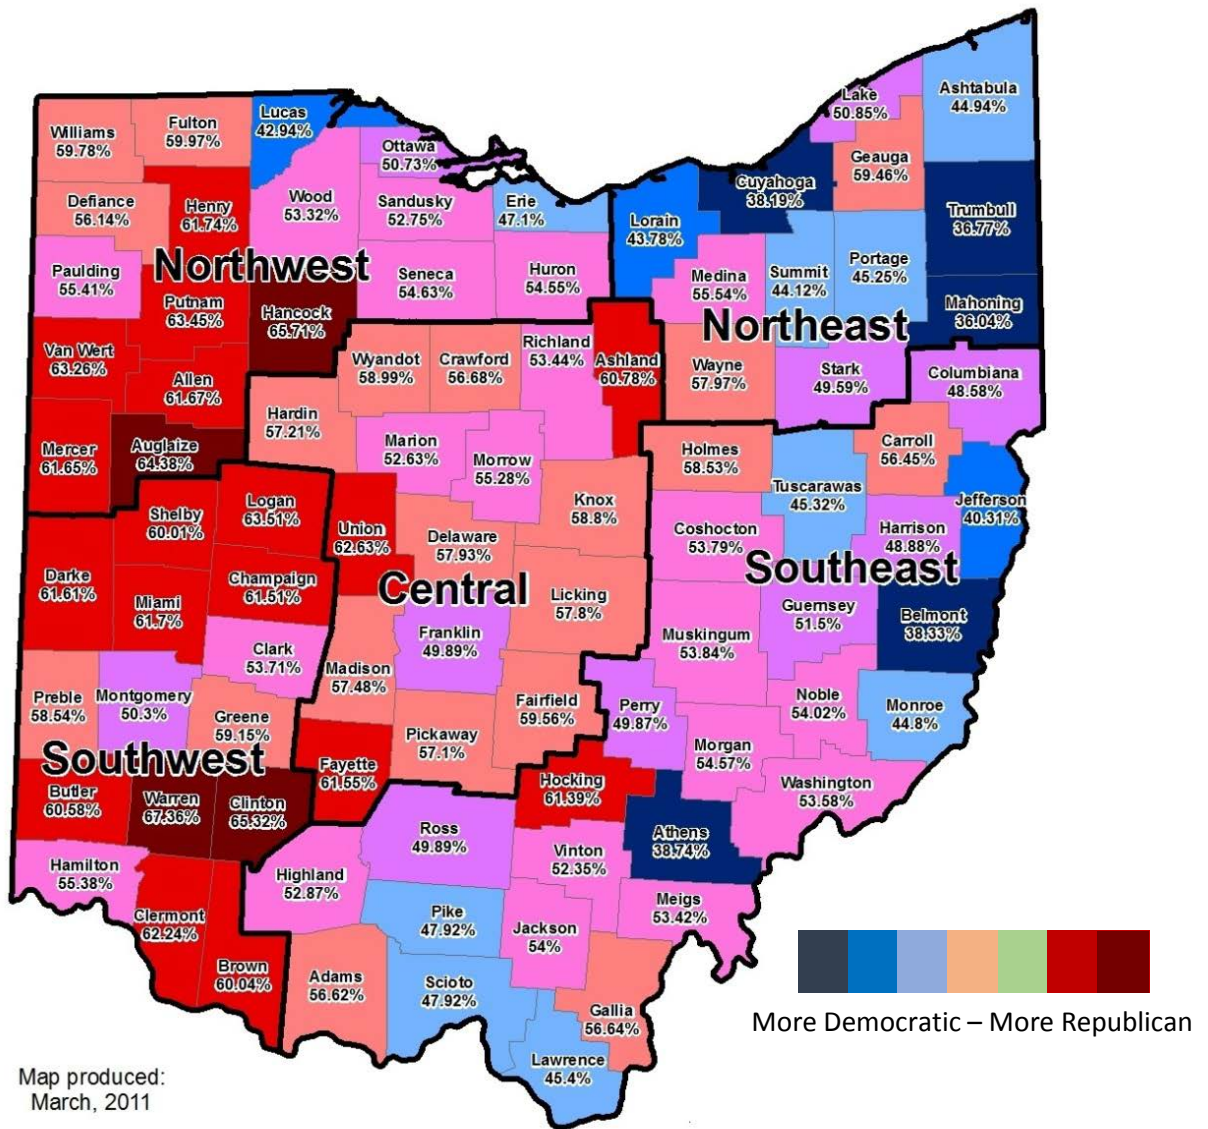 Lake
50.85%
Ashtabula
44.94%
Williams
59.78%
Fulton
59.97%
Lucas
42.94%
Ottawa
50.73%
Geauga
59.46%
Defiance
56.14%
Henry
61.74%
Wood
53.32%
Sandusky
52.75%
Erie
47.1%
Lorain
43.78%
Cuyahoga
38.19%
Trumbull
36.77%
Paulding
55.41%
Northwest
Seneca
54.63%
Huron
54.55%
Medina
55.54%
Summit
44.12%
Portage
45.25%
Putnam
63.45%
Hancock
65.71%
Northeast
Mahoning
36.04%
Van Wert
63.26%
Allen
61.67%
Wyandot
58.99%
Crawford
56.68%
Richland
53.44%
Ashland
60.78%
Wayne
57.97%
Stark
49.59%
Columbiana
48.58%
Mercer
61.65%
Auglaize
64.38%
Hardin
57.21%
Marion
52.63%
Morrow
55.28%
Holmes
58.53%
Carroll
56.45%
Tuscarawas
45.32%
Jefferson
40.31%
Shelby
60.01%
Logan
63.51%
Union
62.63%
Delaware
57.93%
Knox
58.8%
Coshocton
53.79%
Harrison
48.88%
Southeast
Darke
61.61%
Miami
61.7%
Champaign
61.51%
Central
Licking
57.8%
Guernsey
51.5%
Belmont
38.33%
Clark
53.71%
Franklin
49.89%
Muskingum
53.84%
Preble
58.54%
Montgomery
50.3%
Greene
59.15%
Madison
57.48%
Fairfield
59.56%
Perry
49.87%
Noble
54.02%
Monroe
44.8%
Southwest
Pickaway
57.1%
Morgan
54.57%
Butler
60.58%
Warren
67.36%
Clinton
65.32%
Fayette
61.55%
Hocking
61.39%
Washington
53.58%
Hamilton
55.38%
Ross
49.89%
Vinton
52.35%
Athens
38.74%
Highland
52.87%
Meigs
53.42%
Clermont
62.24%
Pike
47.92%
Jackson
54%
Brown
60.04%
Adams
56.62%
Scioto
47.92%
Gallia
56.64%
Lawrence
45.4%
More Democratic – More Republican
Map produced:
March, 2011